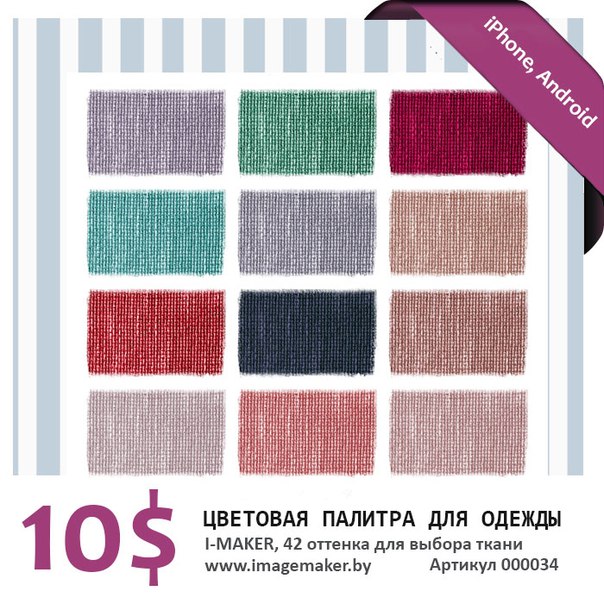 iPhone, Android
10$
ЦВЕТОВАЯ ПАЛИТРА ДЛЯ ОДЕЖДЫ
I-MAKER, 42 оттенка для выбора ткани
www.imagemaker.by Артикул 000034